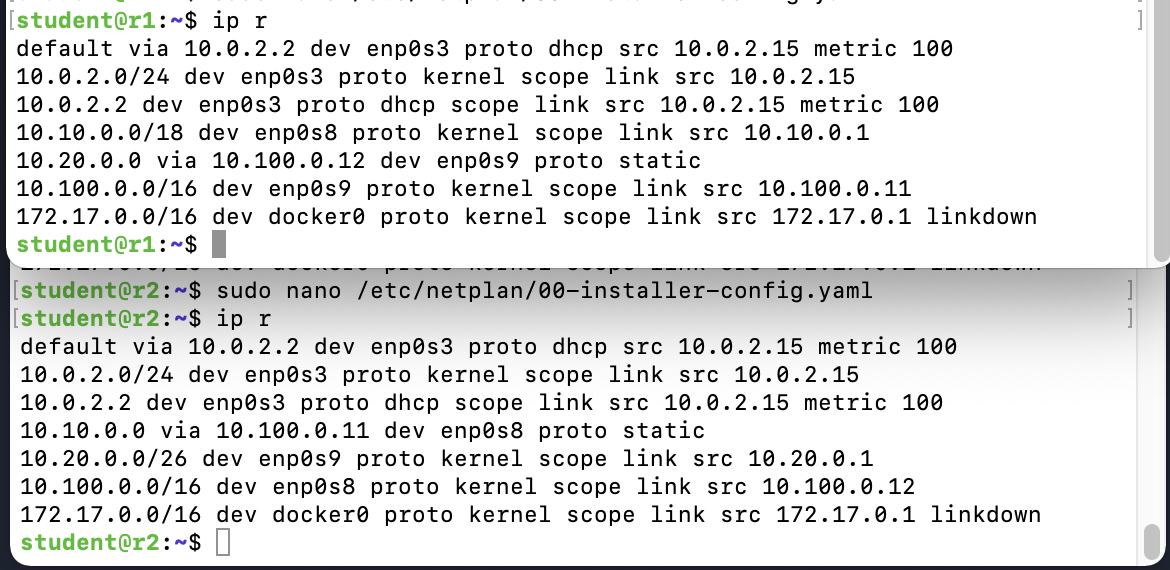 [student@r1:~$ ip r ]
default via 10.0.2.2 dev enp0s3 proto dhcp src 10.0.2.15 metric 100
10.0.2.0/24 dev enp0s3 proto kernel scope link src 10.0.2.15
10.0.2.2 dev enp0s3 proto dhcp scope link src 10.0.2.15 metric 100
10.10.0.0/18 dev enp0s8 proto kernel scope link src 10.10.0.1
10.20.0.0 via 10.100.0.12 dev enp0s9 proto static
10.100.0.0/16 dev enp0s9 proto kernel scope link src 10.100.0.11
172.17.0.0/16 dev docker0 proto kernel scope link src 172.17.0.1 linkdown
student@r1:~$
[student@r2:~$ sudo nano /etc/netplan/00-installer-config.yaml ]
[student@r2:~$ ip r ]
default via 10.0.2.2 dev enp0s3 proto dhcp src 10.0.2.15 metric 100
10.0.2.0/24 dev enp0s3 proto kernel scope link src 10.0.2.15
10.0.2.2 dev enp0s3 proto dhcp scope link src 10.0.2.15 metric 100
10.10.0.0 via 10.100.0.11 dev enp0s8 proto static
10.20.0.0/26 dev enp0s9 proto kernel scope link src 10.20.0.1
10.100.0.0/16 dev enp0s8 proto kernel scope link src 10.100.0.12
172.17.0.0/16 dev docker0 proto kernel scope link src 172.17.0.1 linkdown
student@r2:~$